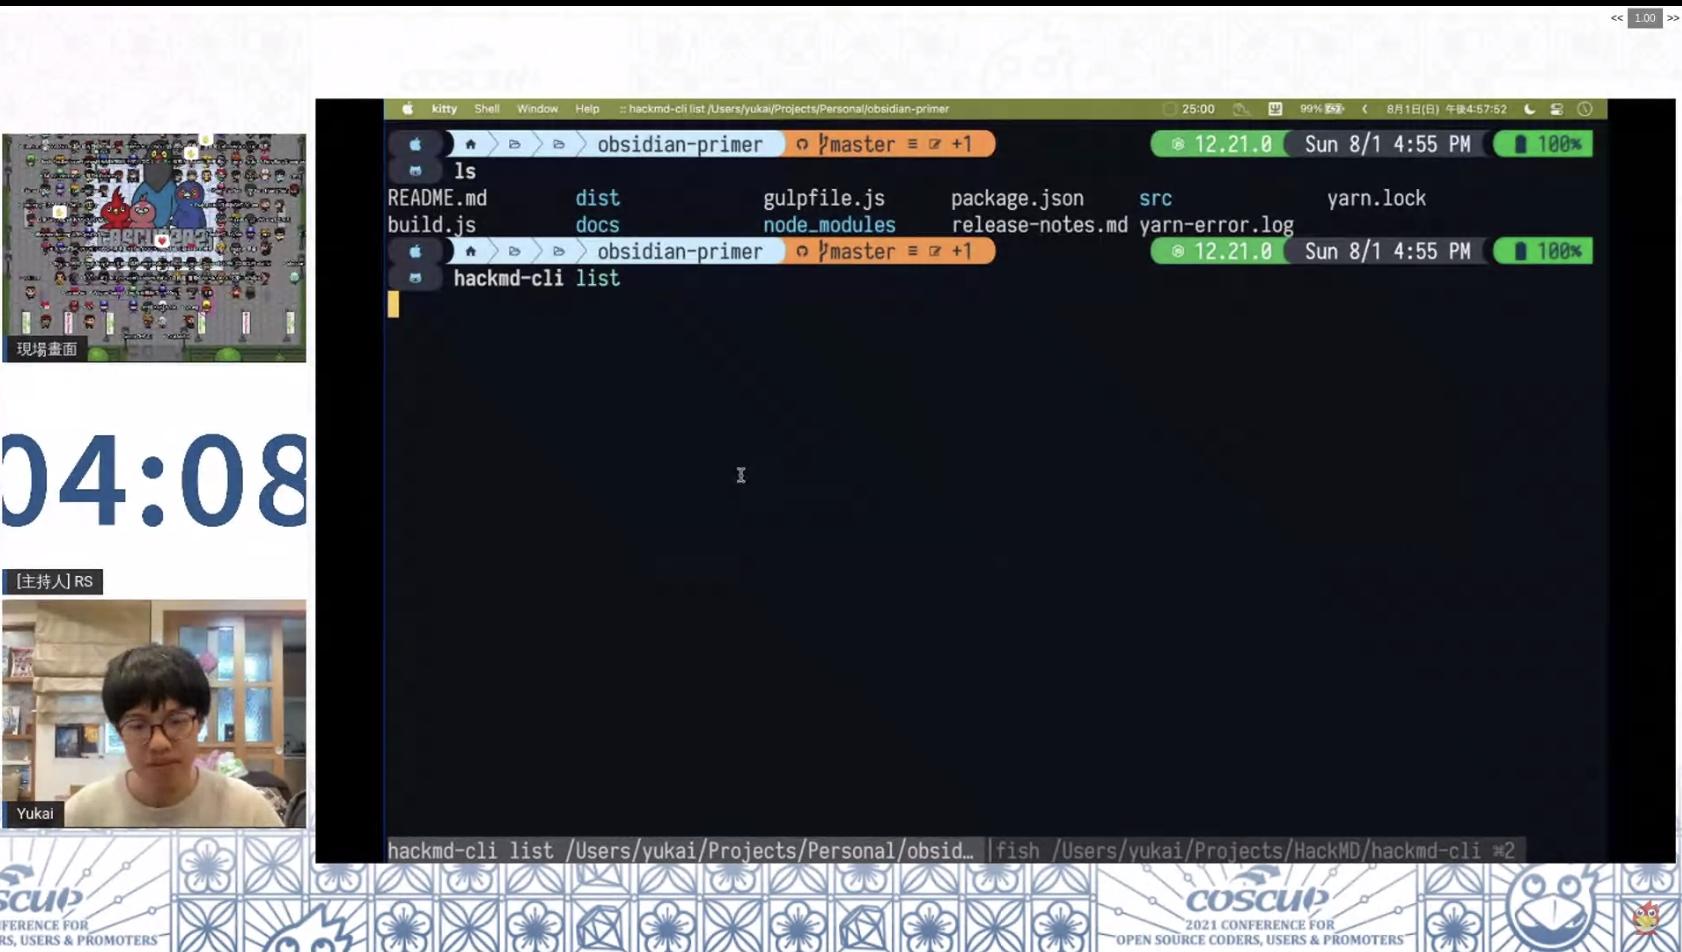 << 1.00 >>
kitty Shell Window Help :: hackmd-cli list /Users/yukai/Projects/Personal/obsidian-primer 25:00 99% 8月1日(日) 午後4:57:52
obsidian-primer master ≡ +1 12.21.0 Sun 8/1 4:55 PM 100%
ls
README.md dist gulpfile.js package.json src yarn.lock
build.js docs node_modules release-notes.md yarn-error.log
obsidian-primer master ≡ +1 12.21.0 Sun 8/1 4:55 PM 100%
hackmd-cli list
hackmd-cli list /Users/yukai/Projects/Personal/obsid… |fish /Users/yukai/Projects/HackMD/hackmd-cli ⌘2
現場畫面
04:08
[主持人] RS
Yukai
COSCUP
2021 CONFERENCE FOR
OPEN SOURCE CODERS, USERS & PROMOTERS
FERENCE FOR
RS, USERS & PROMOTERS